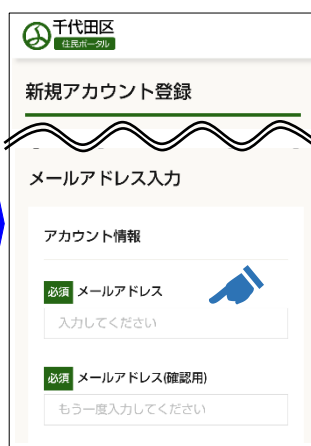 千代田区
住民ポータル
新規アカウント登録
メールアドレス入力
アカウント情報
必須 メールアドレス
入力してください
必須 メールアドレス(確認用)
もう一度入力してください